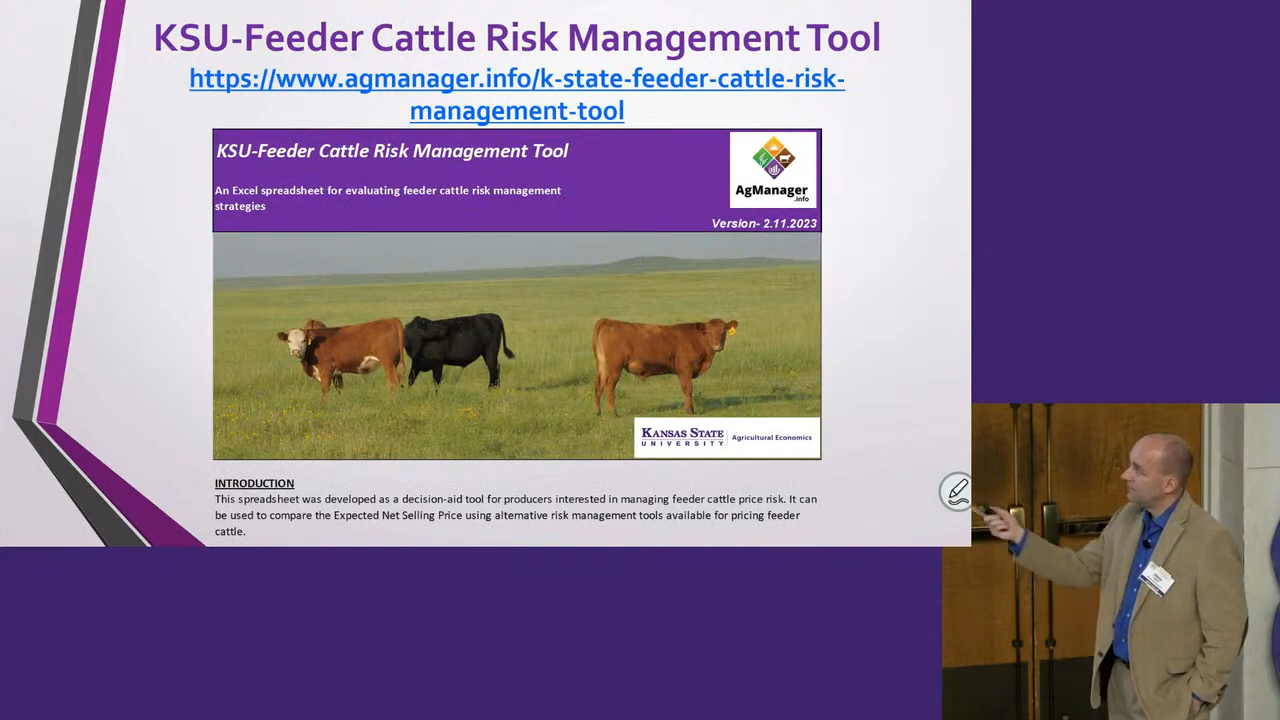 KSU-Feeder Cattle Risk Management Tool
https://www.agmanager.info/k-state-feeder-cattle-risk-
management-tool
KSU-Feeder Cattle Risk Management Tool
An Excel spreadsheet for evaluating feeder cattle risk management
strategies
AgManager
.info
Version- 2.11.2023
KANSAS STATE
UNIVERSITY
Agricultural Economics
INTRODUCTION
This spreadsheet was developed as a decision-aid tool for producers interested in managing feeder cattle price risk. It can
be used to compare the Expected Net Selling Price using alternative risk management tools available for pricing feeder
cattle.